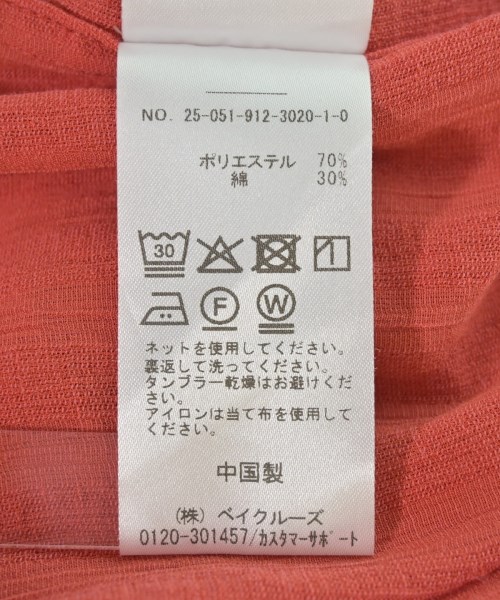 NO. 25-051-912-3020-1-0
ポリエステル 70%
綿 30%
30
F W
ネットを使用してください。
裏返して洗ってください。
タンブラー乾燥はお避けくだ
さい。
アイロンは当て布を使用して
ください。
中国製
(株) ベイクルーズ
0120-301457/カスタマーサポート